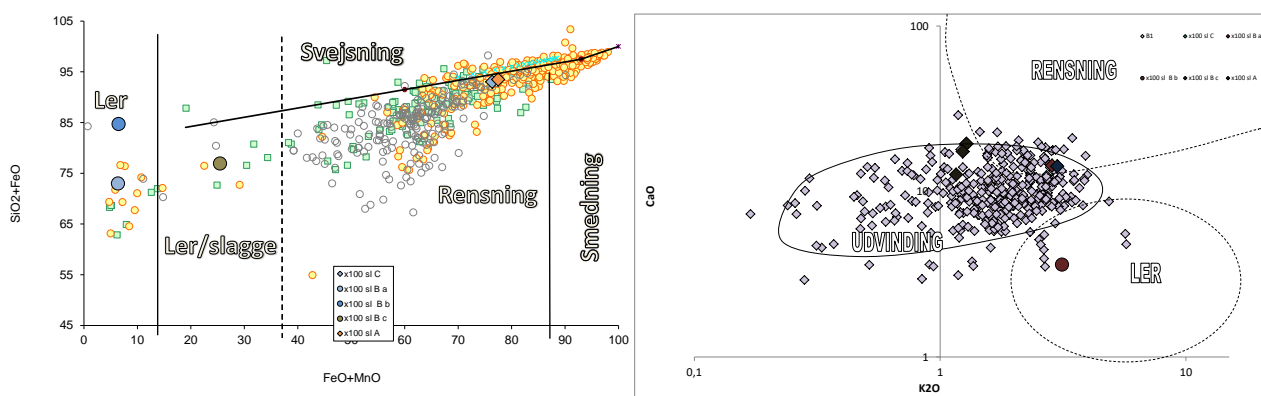 105
95
85
75
65
55
45
SiO2+FeO
0
10
20
30
40
50
60
70
80
90
100
FeO+MnO
Svejsning
Ler
Ler/slagge
Rensning
Smedning
x100 sl C
x100 sl B a
x100 sl B b
x100 sl B c
x100 sl A
100
10
1
CaO
0,1
1
10
K2O
B1
x100 sl C
x100 sl B a
x100 sl B b
x100 sl B c
x100 sl A
RENSNING
UDVINDING
LER